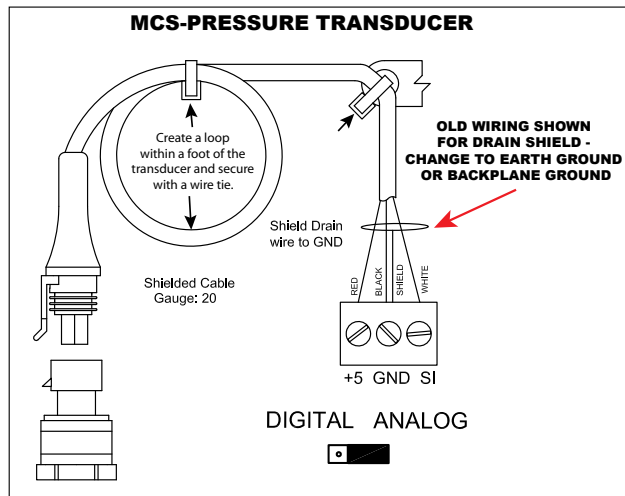 MCS-PRESSURE TRANSDUCER
Create a loop
within a foot of the
transducer and secure
with a wire tie.
OLD WIRING SHOWN
FOR DRAIN SHIELD -
CHANGE TO EARTH GROUND
OR BACKPLANE GROUND
Shield Drain
wire to GND
Shielded Cable
Gauge: 20
RED
BLACK
SHIELD
WHITE
+5 GND SI
DIGITAL ANALOG